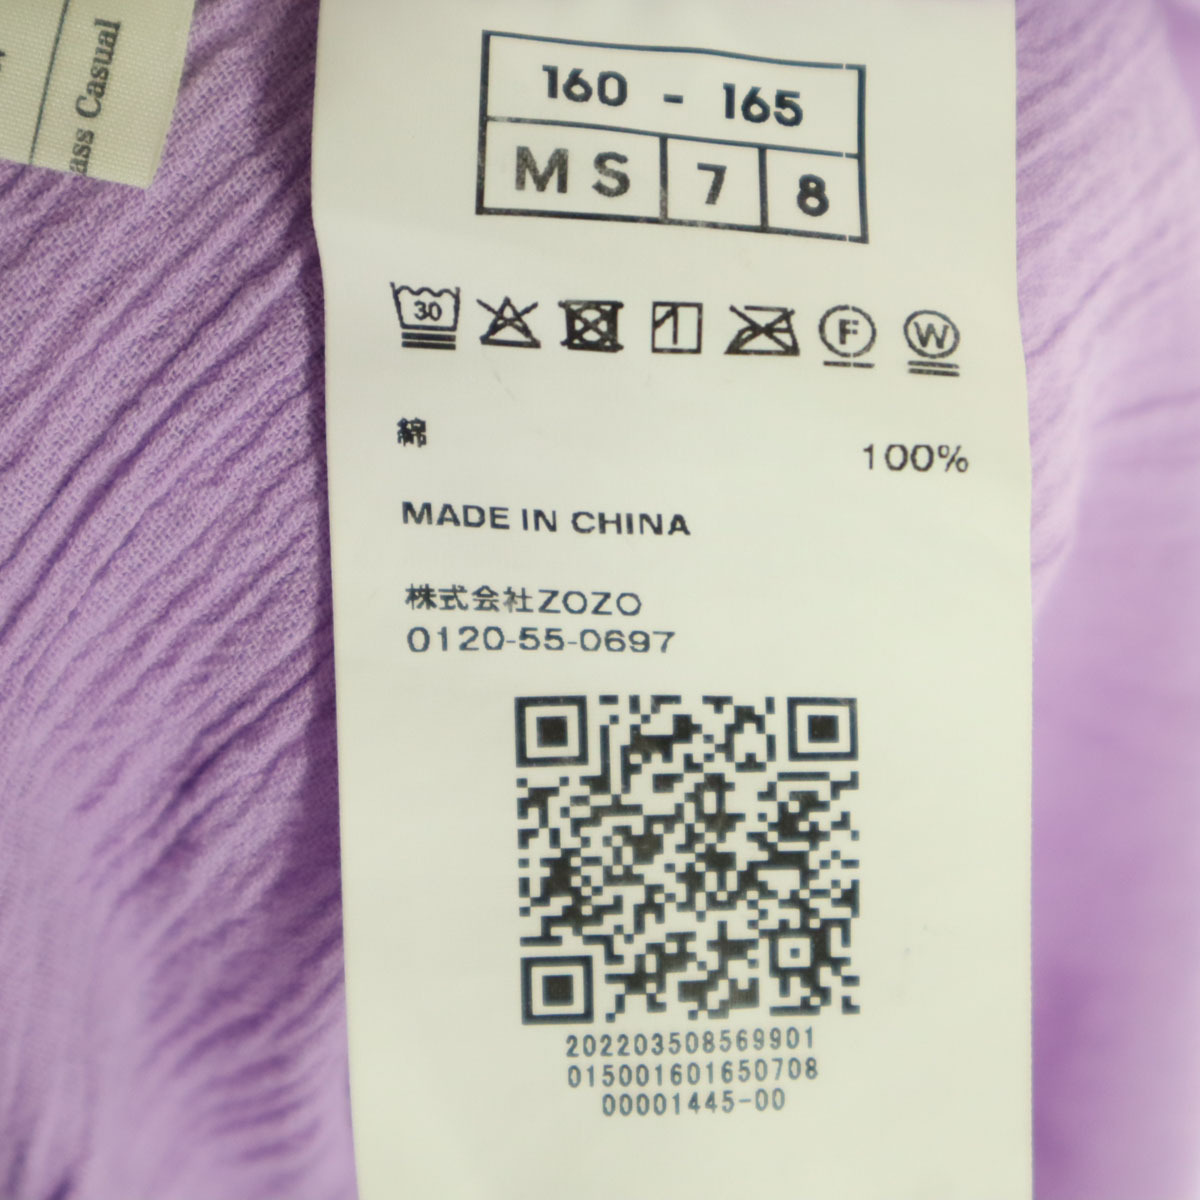 ass Casual
160 - 165
MS 7 8
30
F W
綿 100%
MADE IN CHINA
株式会社ZOZO
0120-55-0697
202203508569901
015001601650708
00001445-00